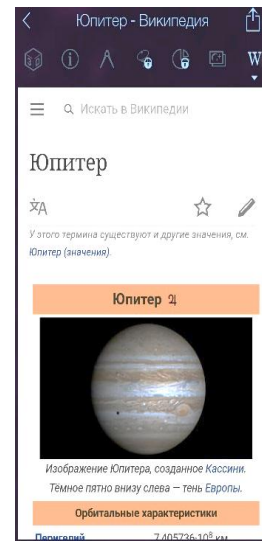 Юпитер - Википедия
W
Искать в Википедии
Юпитер
У этого термина существуют и другие значения, см.
Юпитер (значения).
Юпитер ♃
Изображение Юпитера, созданное Кассини.
Тёмное пятно внизу слева — тень Европы.
Орбитальные характеристики
Перигелий 7,405736·10⁸ км